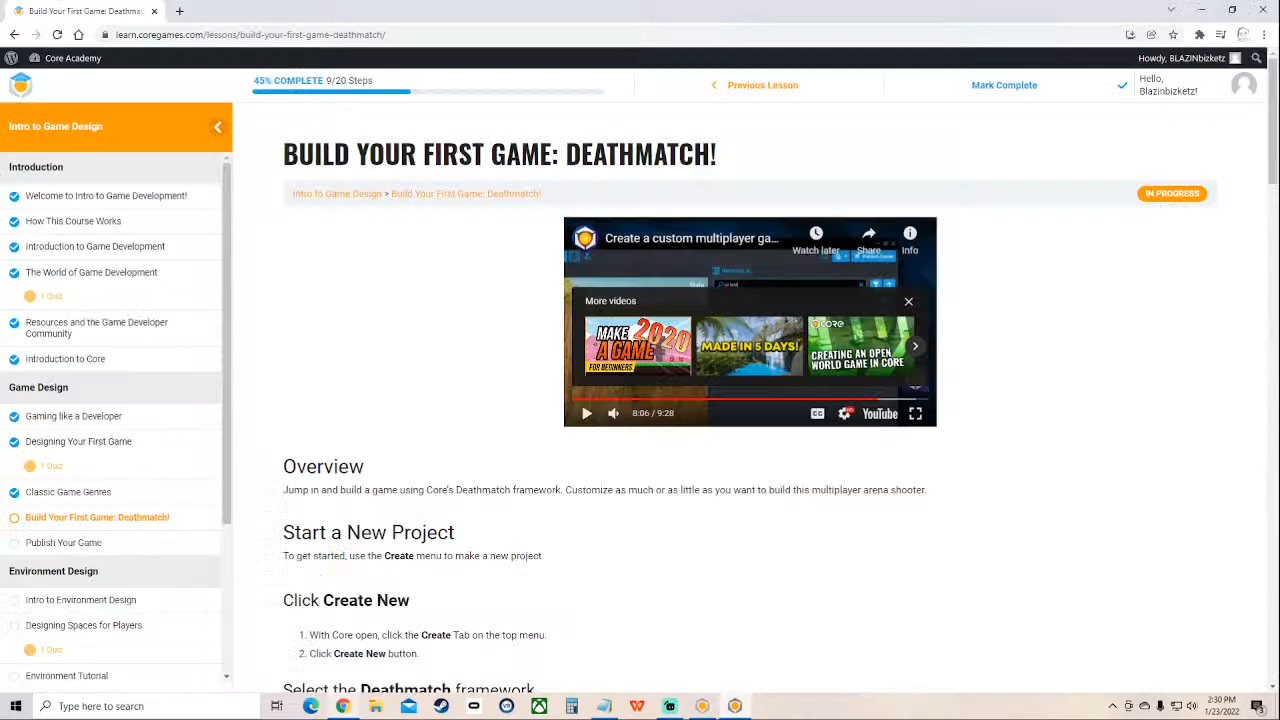 Build Your First Game: Deathma
learn.coregames.com/lessons/build-your-first-game-deathmatch/
Core Academy
Howdy, BLAZINbizketz
45% COMPLETE 9/20 Steps
Previous Lesson
Mark Complete
Hello,
Blazinbizketz!
Intro to Game Design
Introduction
Welcome to Intro to Game Development!
How This Course Works
Introduction to Game Development
The World of Game Development
1 Quiz
Resources and the Game Developer
Community
Introduction to Core
Game Design
Gaming like a Developer
Designing Your First Game
1 Quiz
Classic Game Genres
Build Your First Game: Deathmatch!
Publish Your Game
Environment Design
Intro to Environment Design
Designing Spaces for Players
1 Quiz
Environment Tutorial
BUILD YOUR FIRST GAME: DEATHMATCH!
Intro to Game Design > Build Your First Game: Deathmatch!
IN PROGRESS
Create a custom multiplayer ga...
Watch later
Share
Info
More videos
MAKE 2020
A GAME
FOR BEGINNERS
MADE IN 5 DAYS!
CORE
CREATING AN OPEN
WORLD GAME IN CORE
8:06 / 9:28
CC
YouTube
Overview
Jump in and build a game using Core's Deathmatch framework. Customize as much or as little as you want to build this multiplayer arena shooter.
Start a New Project
To get started, use the Create menu to make a new project
Click Create New
1. With Core open, click the Create Tab on the top menu.
2. Click Create New button.
Select the Deathmatch framework
Type here to search
2:30 PM
1/23/2022